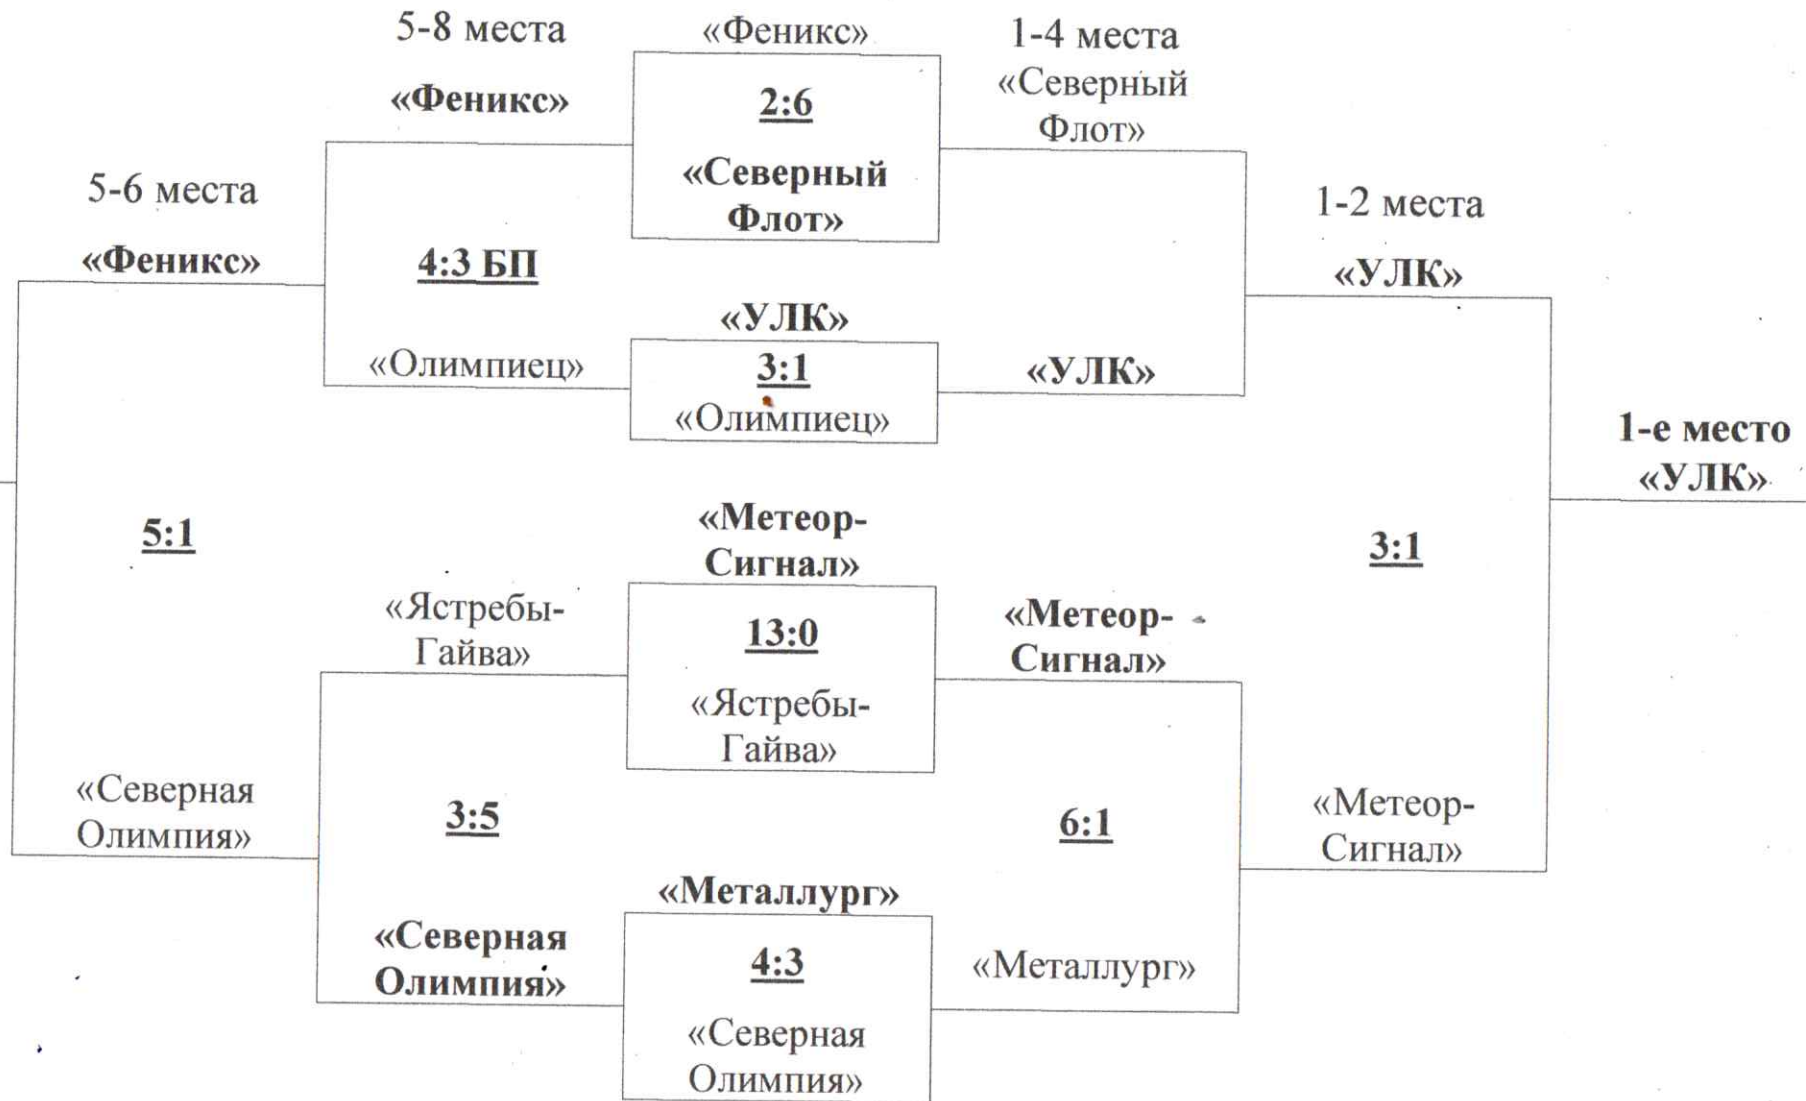 5-8 места
«Феникс»
1-4 места
«Феникс»
2:6
«Северный
Флот»
«Северный
Флот»
5-6 места
1-2 места
«Феникс»
4:3 БП
«УЛК»
«УЛК»
«Олимпиец»
3:1
«УЛК»
«Олимпиец»
1-е место
«УЛК»
5:1
«Метеор-
Сигнал»
3:1
«Ястребы-
Гайва»
13:0
«Метеор-
Сигнал»
«Ястребы-
Гайва»
«Северная
Олимпия»
3:5
6:1
«Метеор-
Сигнал»
«Металлург»
«Северная
Олимпия»
4:3
«Металлург»
«Северная
Олимпия»